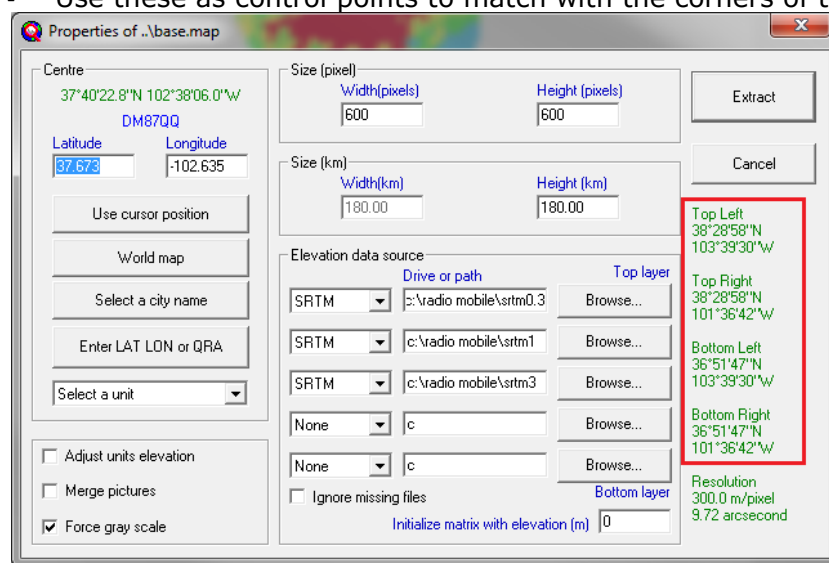 - Use these as control points to match with the corners of t
Properties of ..\base.map
Centre
37°40'22.8''N 102°38'06.0''W
DM87QQ
Latitude Longitude
37.673 -102.635
Use cursor position
World map
Select a city name
Enter LAT LON or QRA
Select a unit
Adjust units elevation
Merge pictures
Force gray scale
Size (pixel)
Width(pixels) Height (pixels)
600 600
Size (km)
Width(km) Height (km)
180.00 180.00
Elevation data source
Drive or path Top layer
SRTM c:\radio mobile\srtm0.3 Browse...
SRTM c:\radio mobile\srtm1 Browse...
SRTM c:\radio mobile\srtm3 Browse...
None c Browse...
None c Browse...
Ignore missing files Bottom layer
Initialize matrix with elevation (m) 0
Extract
Cancel
Top Left
38°28'58''N
103°39'30''W
Top Right
38°28'58''N
101°36'42''W
Bottom Left
36°51'47''N
103°39'30''W
Bottom Right
36°51'47''N
101°36'42''W
Resolution
300.0 m/pixel
9.72 arcsecond